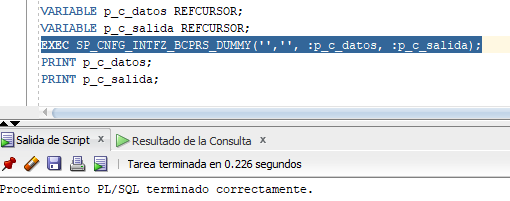 VARIABLE p_c_datos REFCURSOR;
VARIABLE p_c_salida REFCURSOR;
EXEC SP_CNFG_INTFZ_BCPRS_DUMMY('','', :p_c_datos, :p_c_salida);
PRINT p_c_datos;
PRINT p_c_salida;
Salida de Script x Resultado de la Consulta x
Tarea terminada en 0.226 segundos
Procedimiento PL/SQL terminado correctamente.